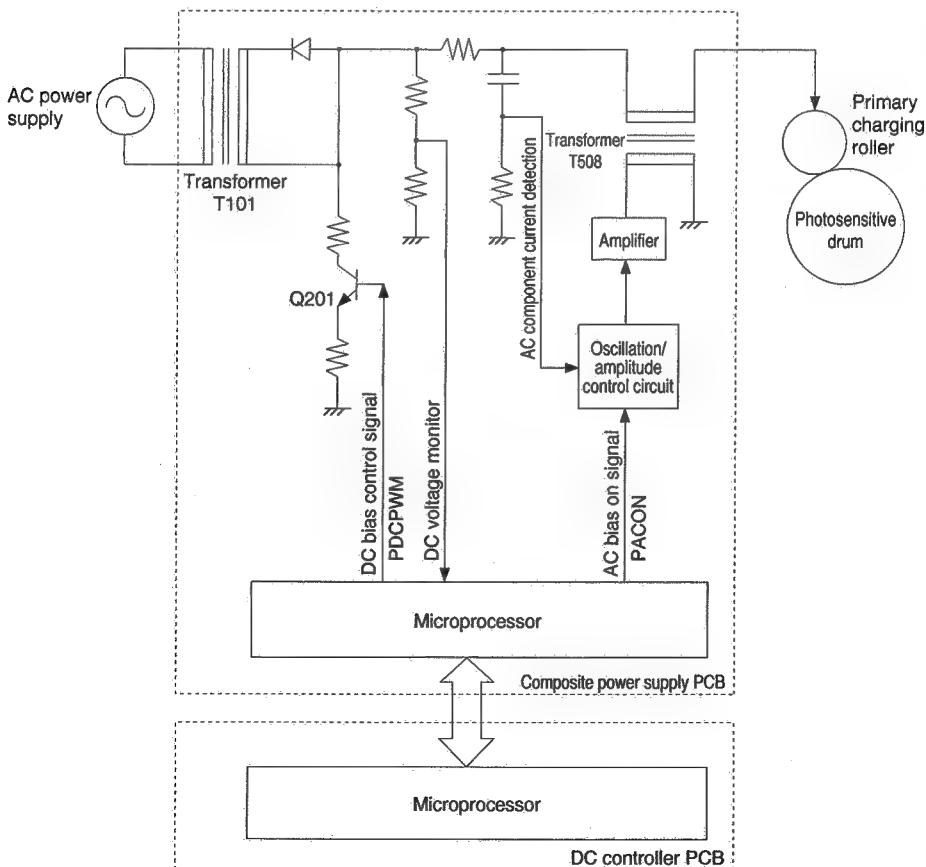 AC power
supply
Transformer
T101
Transformer
T508
Primary
charging
roller
Photosensitive
drum
Amplifier
Q201
AC component current detection
Oscillation/
amplitude
control circuit
DC bias control signal
PDCPWM
DC voltage monitor
AC bias on signal
PACON
Microprocessor
Composite power supply PCB
Microprocessor
DC controller PCB